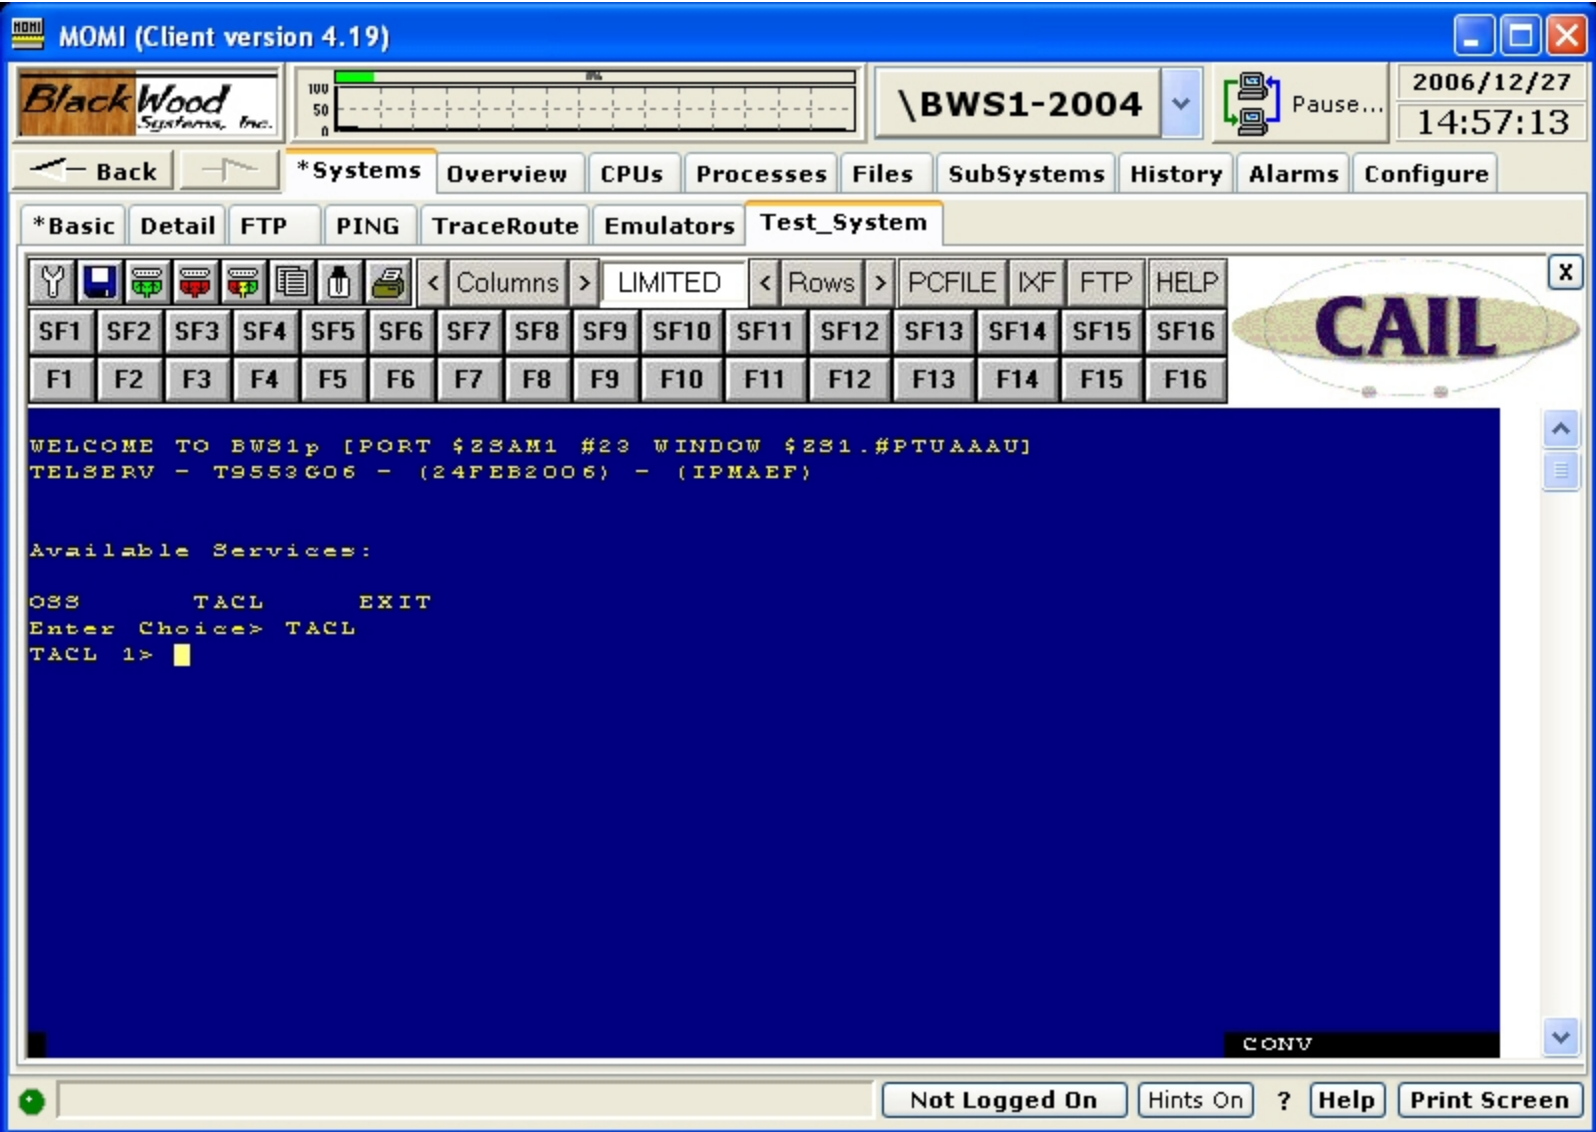 MOMI
MOMI (Client version 4.19)
BlackWood
Systems, Inc.
100
50
0
0%
\BWS1-2004
Pause...
2006/12/27
14:57:13
Back
*Systems Overview CPUs Processes Files SubSystems History Alarms Configure
*Basic Detail FTP PING TraceRoute Emulators Test_System
< Columns > LIMITED < Rows > PCFILE IXF FTP HELP
X
SF1 SF2 SF3 SF4 SF5 SF6 SF7 SF8 SF9 SF10 SF11 SF12 SF13 SF14 SF15 SF16
CAIL
F1 F2 F3 F4 F5 F6 F7 F8 F9 F10 F11 F12 F13 F14 F15 F16
WELCOME TO BWS1p [PORT $ZSAM1 #23 WINDOW $ZS1.#PTUAAAU]
TELSERV - T9553G06 - (24FEB2006) - (IPMAEF)
Available Services:
OSS TACL EXIT
Enter Choice> TACL
TACL 1>
CONV
Not Logged On Hints On ? Help Print Screen